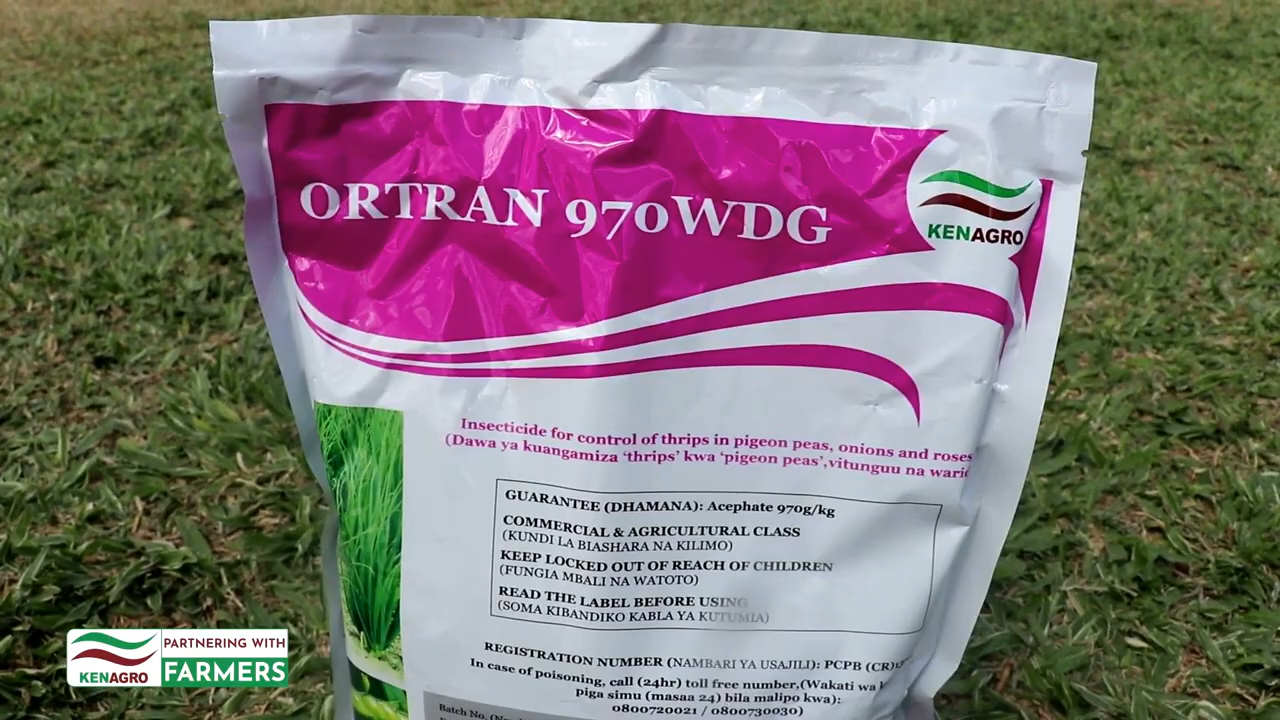 ORTRAN 970WDG
KENAGRO
Insecticide for control of thrips in pigeon peas, onions and roses
(Dawa ya kuangamiza ‘thrips’ kwa ‘pigeon peas’,vitunguu na
GUARANTEE (DHAMANA): Acephate 970g/kg
COMMERCIAL & AGRICULTURAL CLASS
(KUNDI LA BIASHARA NA KILIMO)
KEEP LOCKED OUT OF REACH OF CHILDREN
(FUNGIA MBALI NA WATOTO)
READ THE LABEL BEFORE USING
(SOMA KIBANDIKO KABLA YA KUTUMIA)
REGISTRATION NUMBER (NAMBARI YA USAJILI): PCPB (CR)
In case of poisoning, call (24hr) toll free number,(Wakati wa
piga simu (masaa 24) bila malipo kwa):
0800720021 / 0800730030)
Batch No.
KENAGRO
PARTNERING WITH
FARMERS